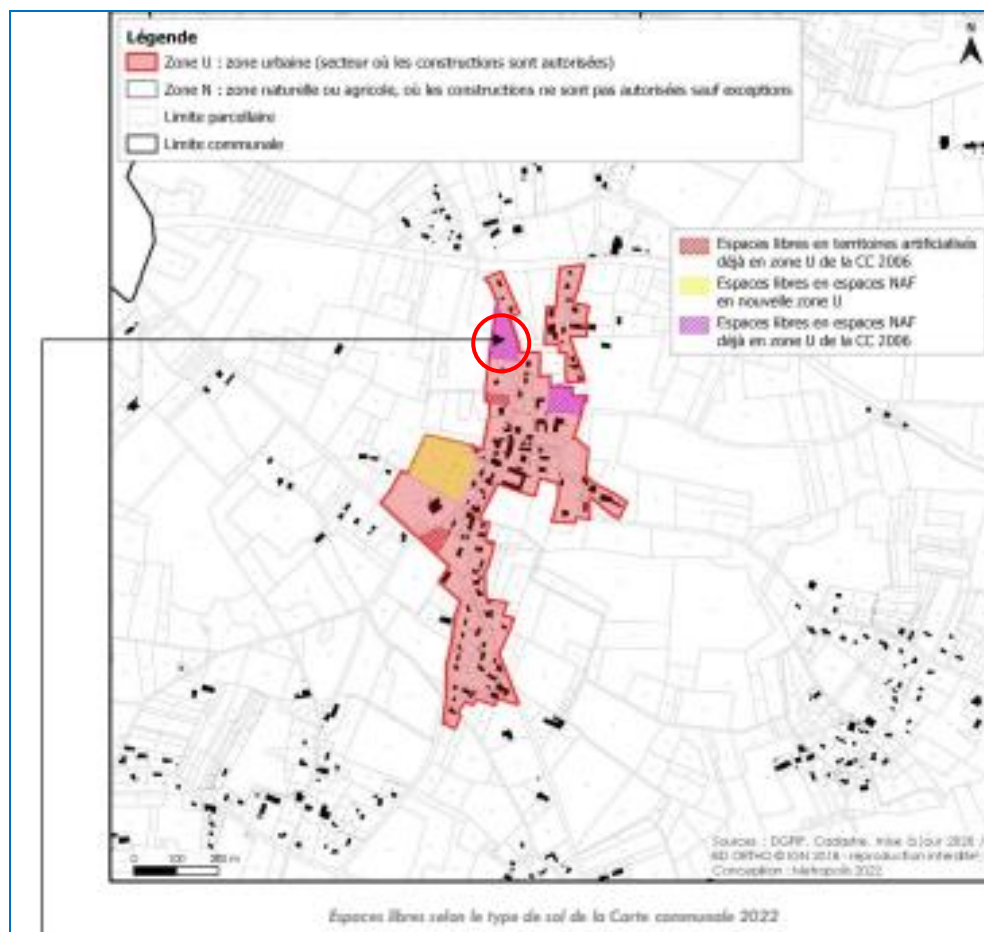 Légende
Zone U : zone urbaine (secteur où les constructions sont autorisées)
Zone N : zone naturelle ou agricole, où les constructions ne sont pas autorisées sauf exceptions
Limite parcellaire
Limite communale
N
Espaces libres en territoires artificialisés
déjà en zone U de la CC 2006
Espaces libres en espaces NAF
en nouvelle zone U
Espaces libres en espaces NAF
déjà en zone U de la CC 2006
0 100 200 m
Sources : DGFIP, Cadastre, mise à jour 2020 /
BD ORTHO © IGN 2018 - reproduction interdite,
Conception : Metropolis 2022
Espaces libres selon le type de sol de la Carte communale 2022